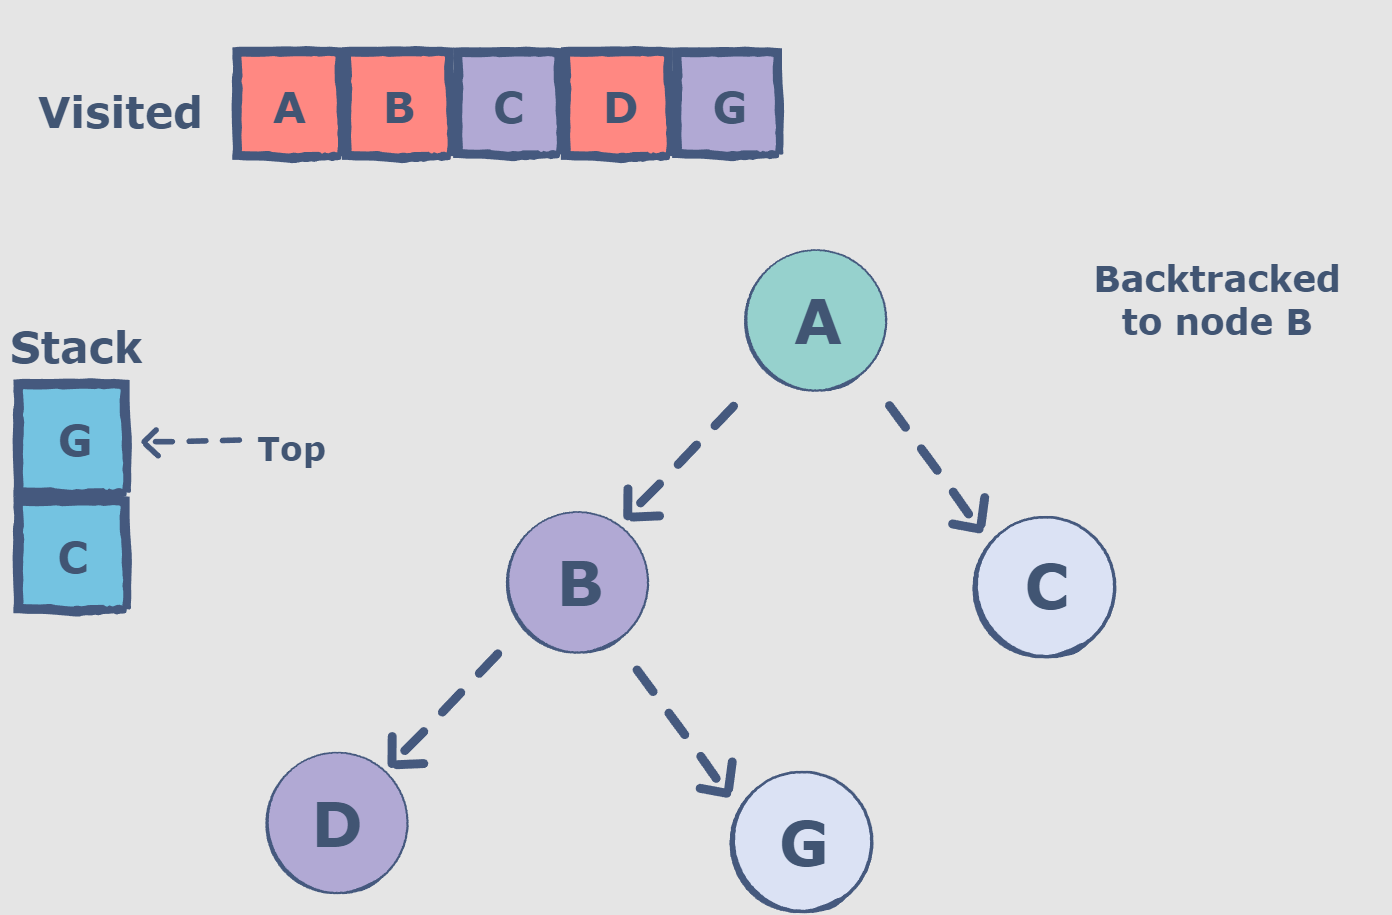 Visited A B C D G
A
Backtracked
to node B
Stack
G Top
C
B
C
D
G